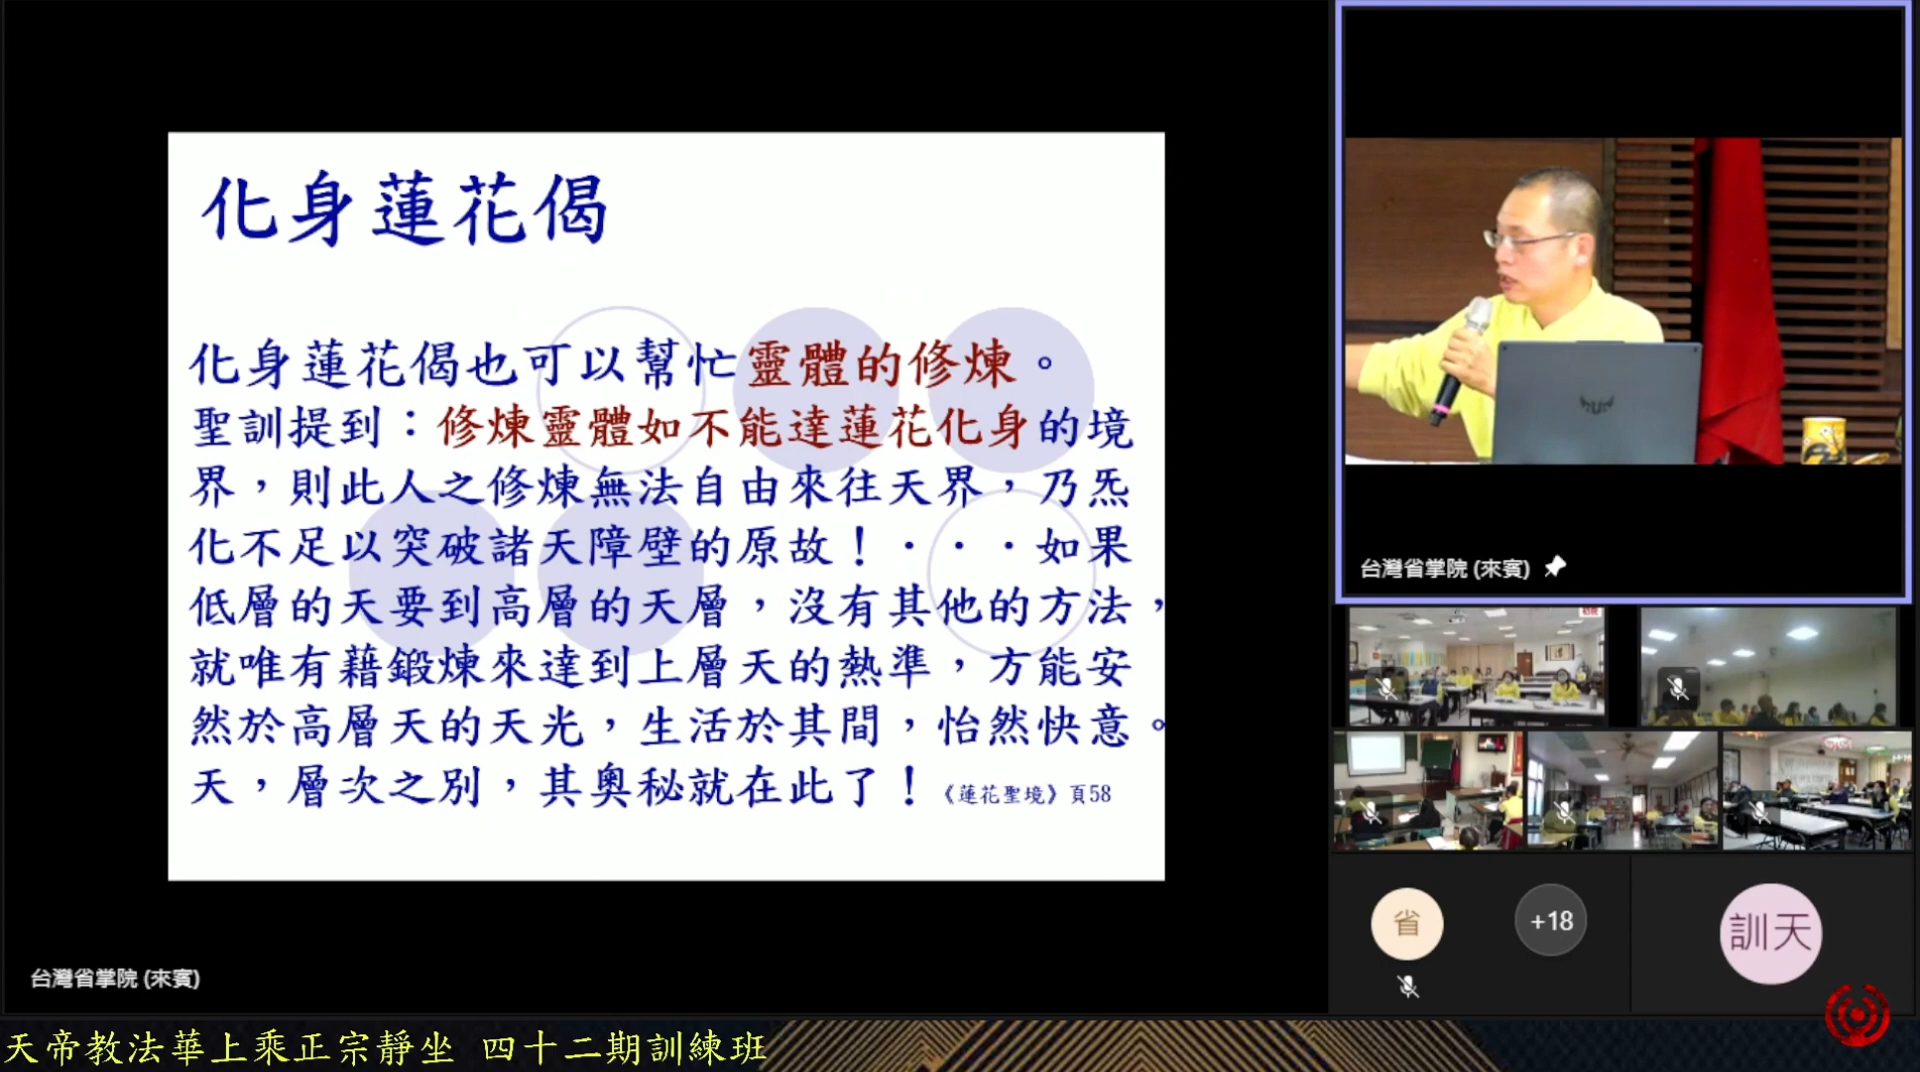 化身蓮花偈
化身蓮花偈也可以幫忙靈體的修煉。
聖訓提到：修煉靈體如不能達蓮花化身的境
界，則此人之修煉無法自由來往天界，乃炁
化不足以突破諸天障壁的原故！···如果
低層的天要到高層的天層，沒有其他的方法，
就唯有藉鍛煉來達到上層天的熱準，方能安
然於高層天的天光，生活於其間，怡然快意。
天，層次之別，其奧秘就在此了！《蓮花聖境》頁58
台灣省掌院 (來賓)
台灣省掌院 (來賓)
省
+18
訓天
天帝教法華上乘正宗靜坐 四十二期訓練班